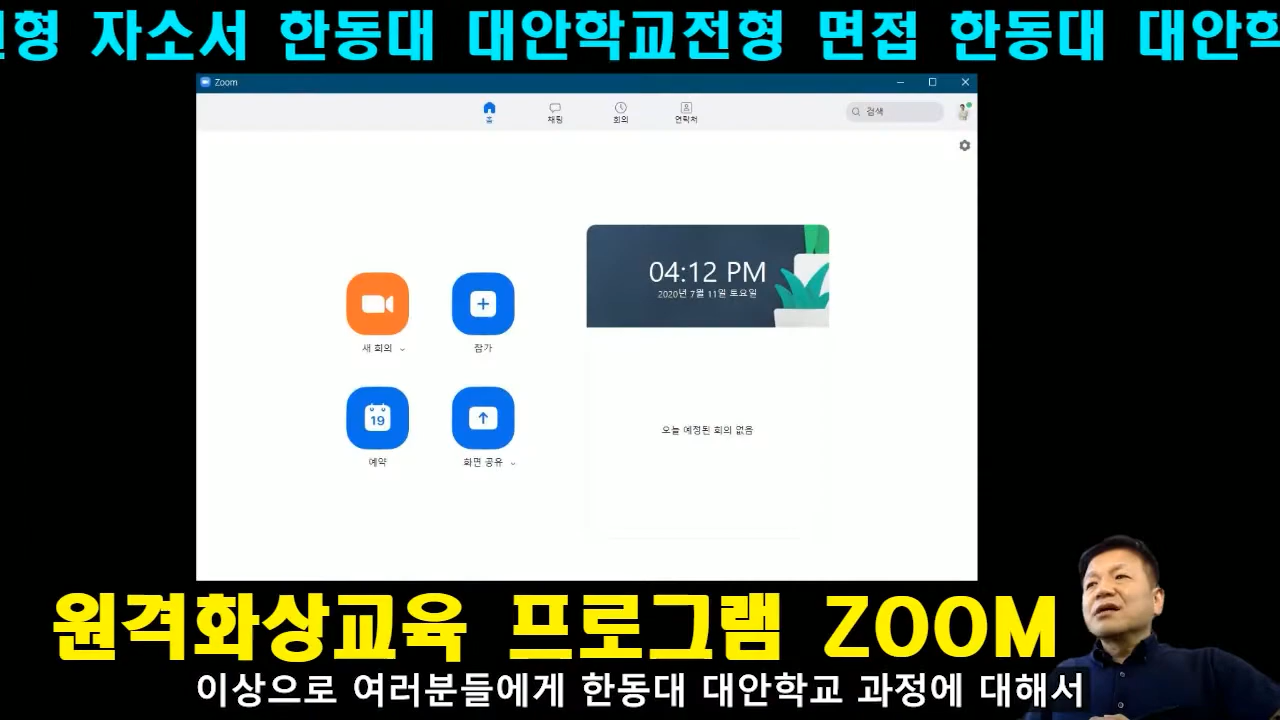 전형 자소서 한동대 대안학교전형 면접 한동대 대안학
Zoom
홈 채팅 회의 연락처
검색
04:12 PM
2020년 7월 11일 토요일
새 회의 참가
19
예약 화면 공유
오늘 예정된 회의 없음
원격화상교육 프로그램 ZOOM
이상으로 여러분들에게 한동대 대안학교 과정에 대해서